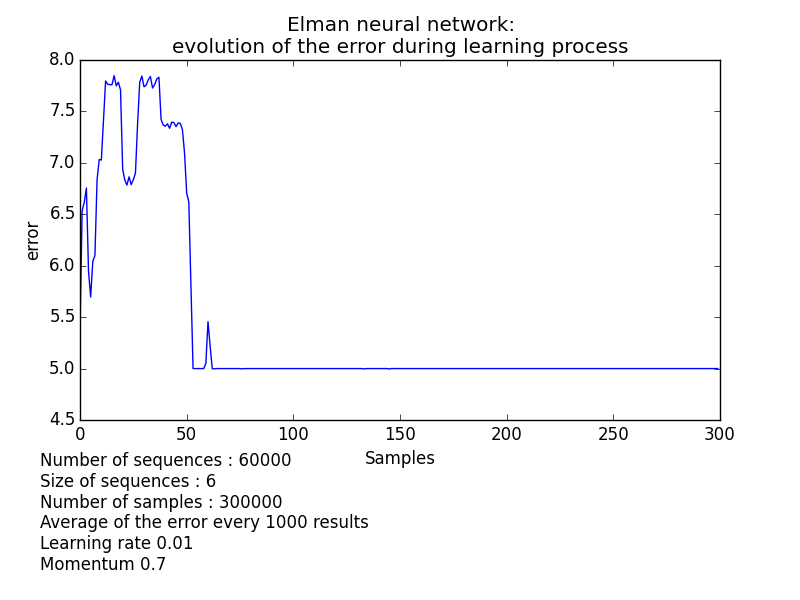 Elman neural network:
evolution of the error during learning process
8.0
7.5
7.0
6.5
6.0
5.5
5.0
4.5
error
0 50 100 150 200 250 300
Samples
Number of sequences : 60000
Size of sequences : 6
Number of samples : 300000
Average of the error every 1000 results
Learning rate 0.01
Momentum 0.7